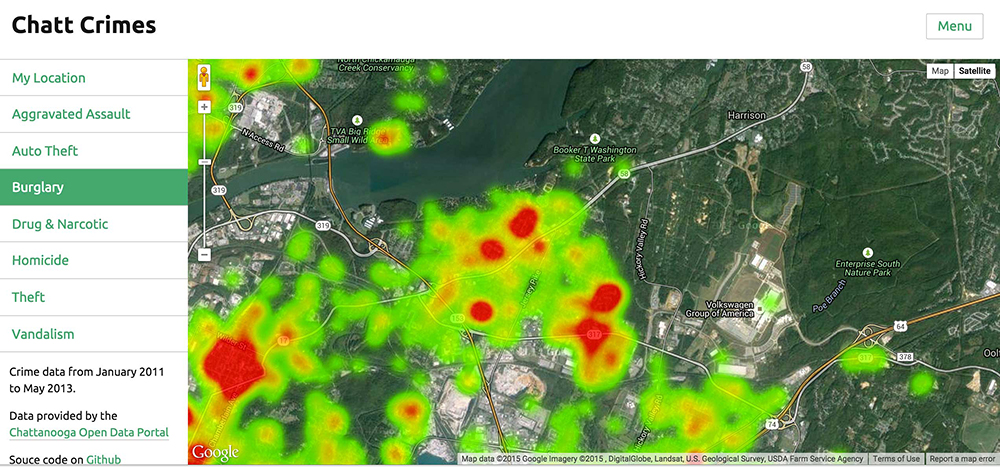 Chatt Crimes
Menu
My Location
Aggravated Assault
Auto Theft
Burglary
Drug & Narcotic
Homicide
Theft
Vandalism
Crime data from January 2011
to May 2013.
Data provided by the
Chattanooga Open Data Portal
Souce code on Github
North Chickamauga
Creek Conservancy
58
Map
Satellite
319
N Access Rd
TVA Big Ridge
Small Wild Area
Harrison
Booker T Washington
State Park
58
319
319
Hickory Valley Rd
Enterprise South
Nature Park
Poe Branch
Volkswagen
Group of America
153
17
317
64
317
378
74
Google
Map data ©2015 Google Imagery ©2015 , DigitalGlobe, Landsat, U.S. Geological Survey, USDA Farm Service Agency
Terms of Use
Report a map error